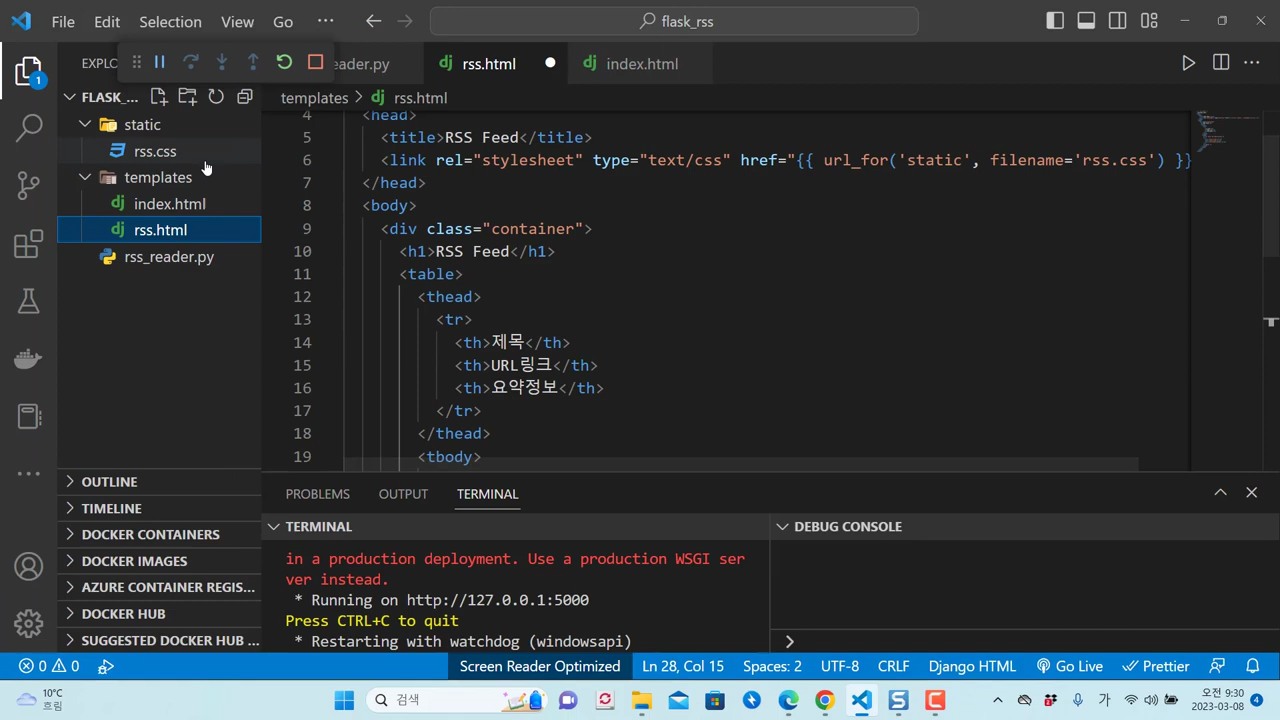 File Edit Selection View Go ··· flask_rss
EXPLO
eader.py rss.html index.html
FLASK_... templates > rss.html
static
rss.css
templates
index.html
rss.html
rss_reader.py
4 <head>
5 <title>RSS Feed</title>
6 <link rel="stylesheet" type="text/css" href="{{ url_for('static', filename='rss.css') }}
7 </head>
8 <body>
9 <div class="container">
10 <h1>RSS Feed</h1>
11 <table>
12 <thead>
13 <tr>
14 <th>제목</th>
15 <th>URL링크</th>
16 <th>요약정보</th>
17 </tr>
18 </thead>
19 <tbody>
OUTLINE
TIMELINE
DOCKER CONTAINERS
DOCKER IMAGES
AZURE CONTAINER REGIS...
DOCKER HUB
SUGGESTED DOCKER HUB ...
PROBLEMS OUTPUT TERMINAL
TERMINAL
in a production deployment. Use a production WSGI ser
ver instead.
* Running on http://127.0.0.1:5000
Press CTRL+C to quit
* Restarting with watchdog (windowsapi)
DEBUG CONSOLE
1
0 0 Screen Reader Optimized Ln 28, Col 15 Spaces: 2 UTF-8 CRLF Django HTML Go Live Prettier
10°C
흐림
검색
가
오전 9:30
2023-03-08